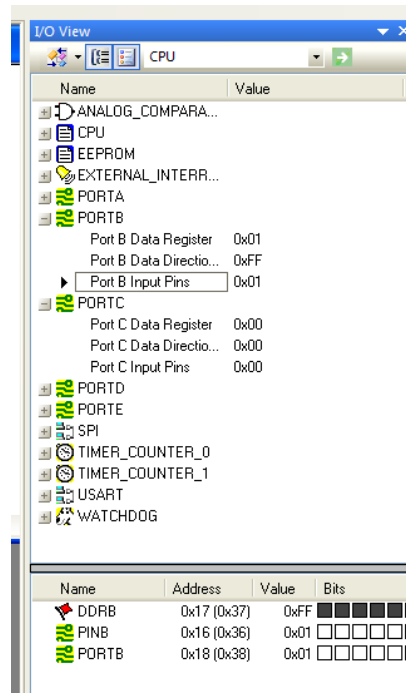 I/O View
CPU
Name Value
ANALOG_COMPARA...
CPU
EEPROM
EXTERNAL_INTERR...
PORTA
PORTB
Port B Data Register 0x01
Port B Data Directio... 0xFF
Port B Input Pins 0x01
PORTC
Port C Data Register 0x00
Port C Data Directio... 0x00
Port C Input Pins 0x00
PORTD
PORTE
SPI
TIMER_COUNTER_0
TIMER_COUNTER_1
USART
WATCHDOG
Name Address Value Bits
DDRB 0x17 (0x37) 0xFF
PINB 0x16 (0x36) 0x01
PORTB 0x18 (0x38) 0x01